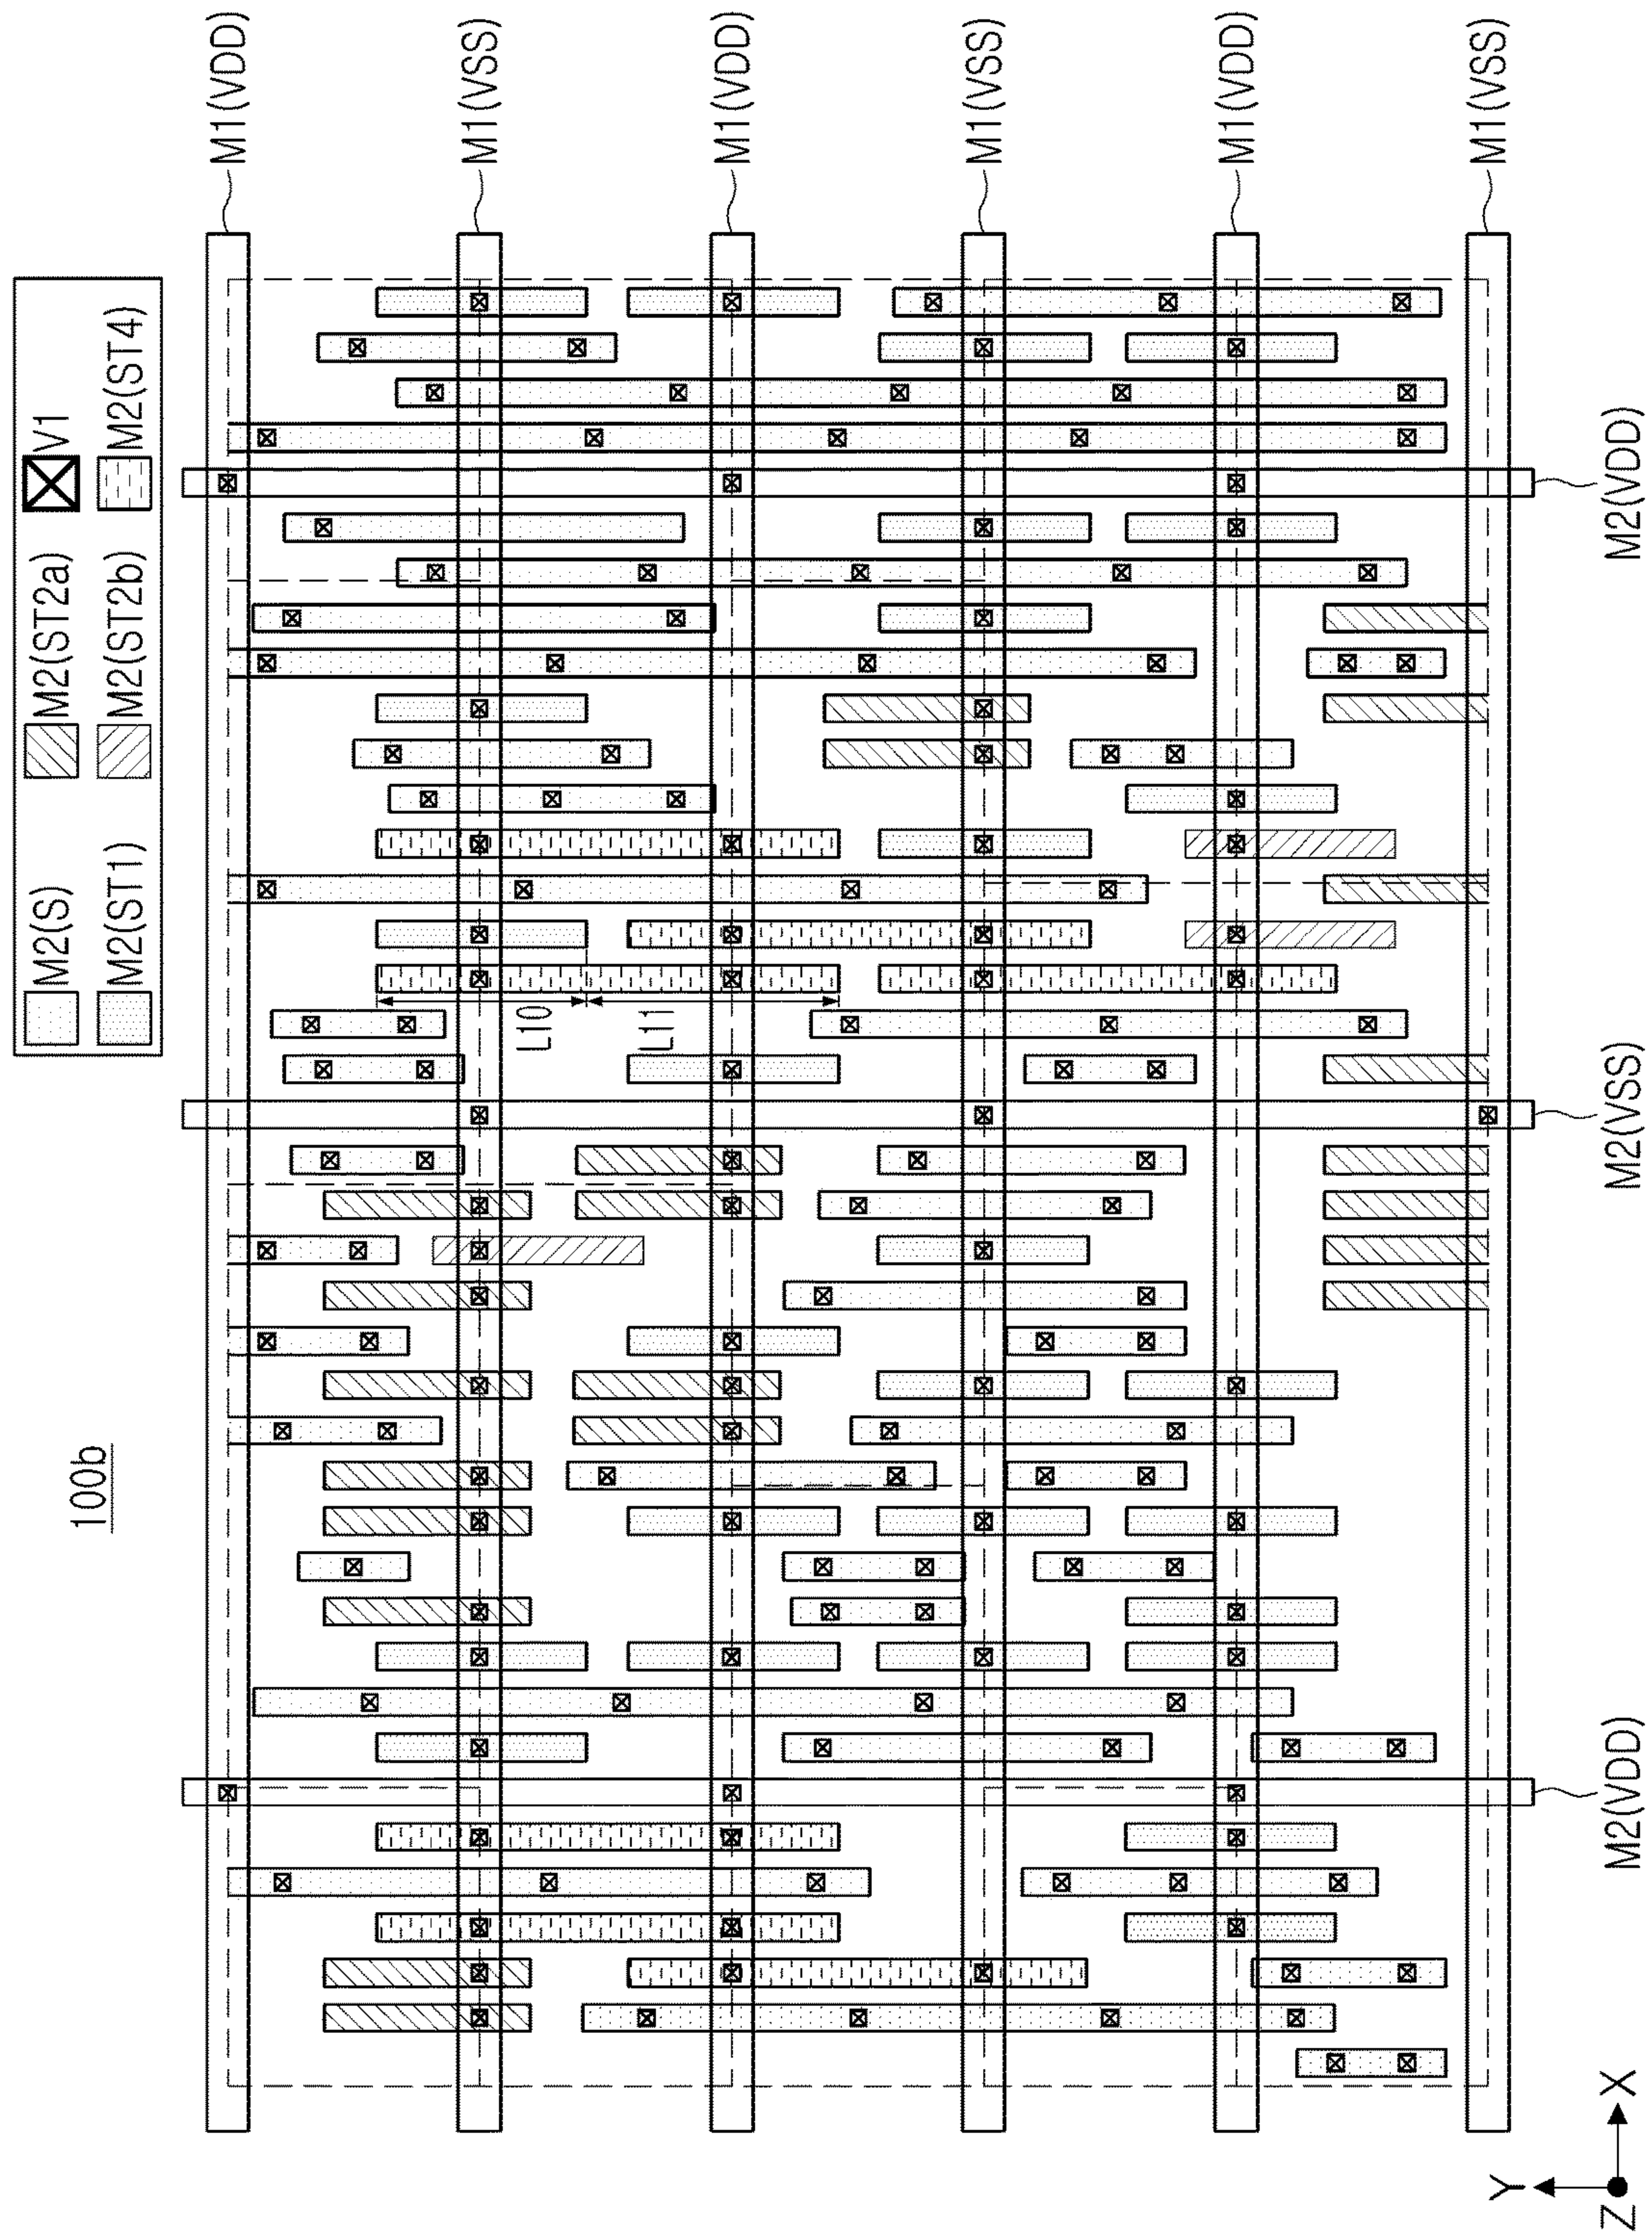 100b
M2(S)
M2(ST2a)
V1
M2(ST1)
M2(ST2b)
M2(ST4)
M1(VDD)
M1(VSS)
M1(VDD)
M1(VSS)
M1(VDD)
M1(VSS)
L10
L11
M2(VDD)
M2(VSS)
M2(VDD)
Y
Z
X